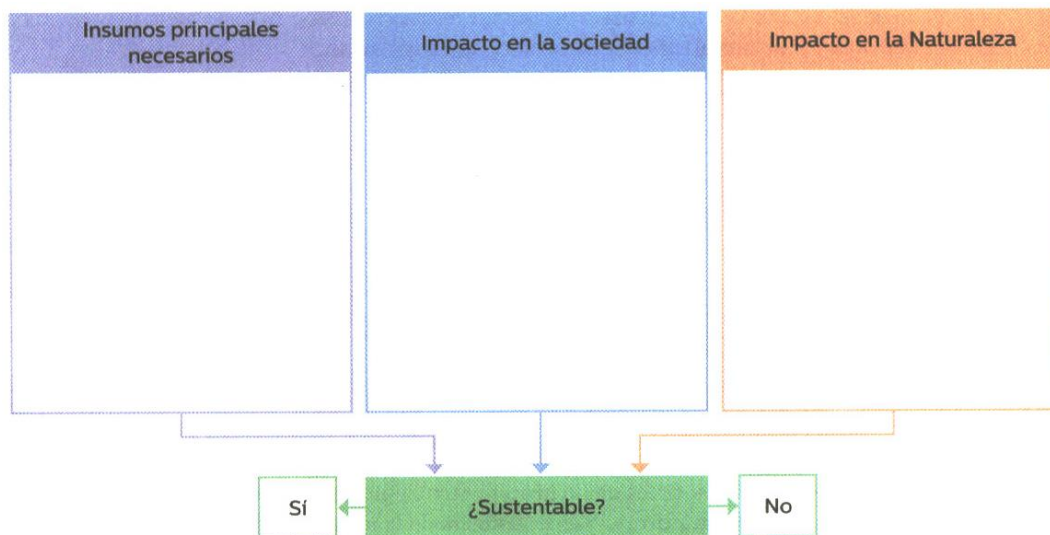 Insumos principales
necesarios
Impacto en la sociedad
Impacto en la Naturaleza
Sí
¿Sustentable?
No